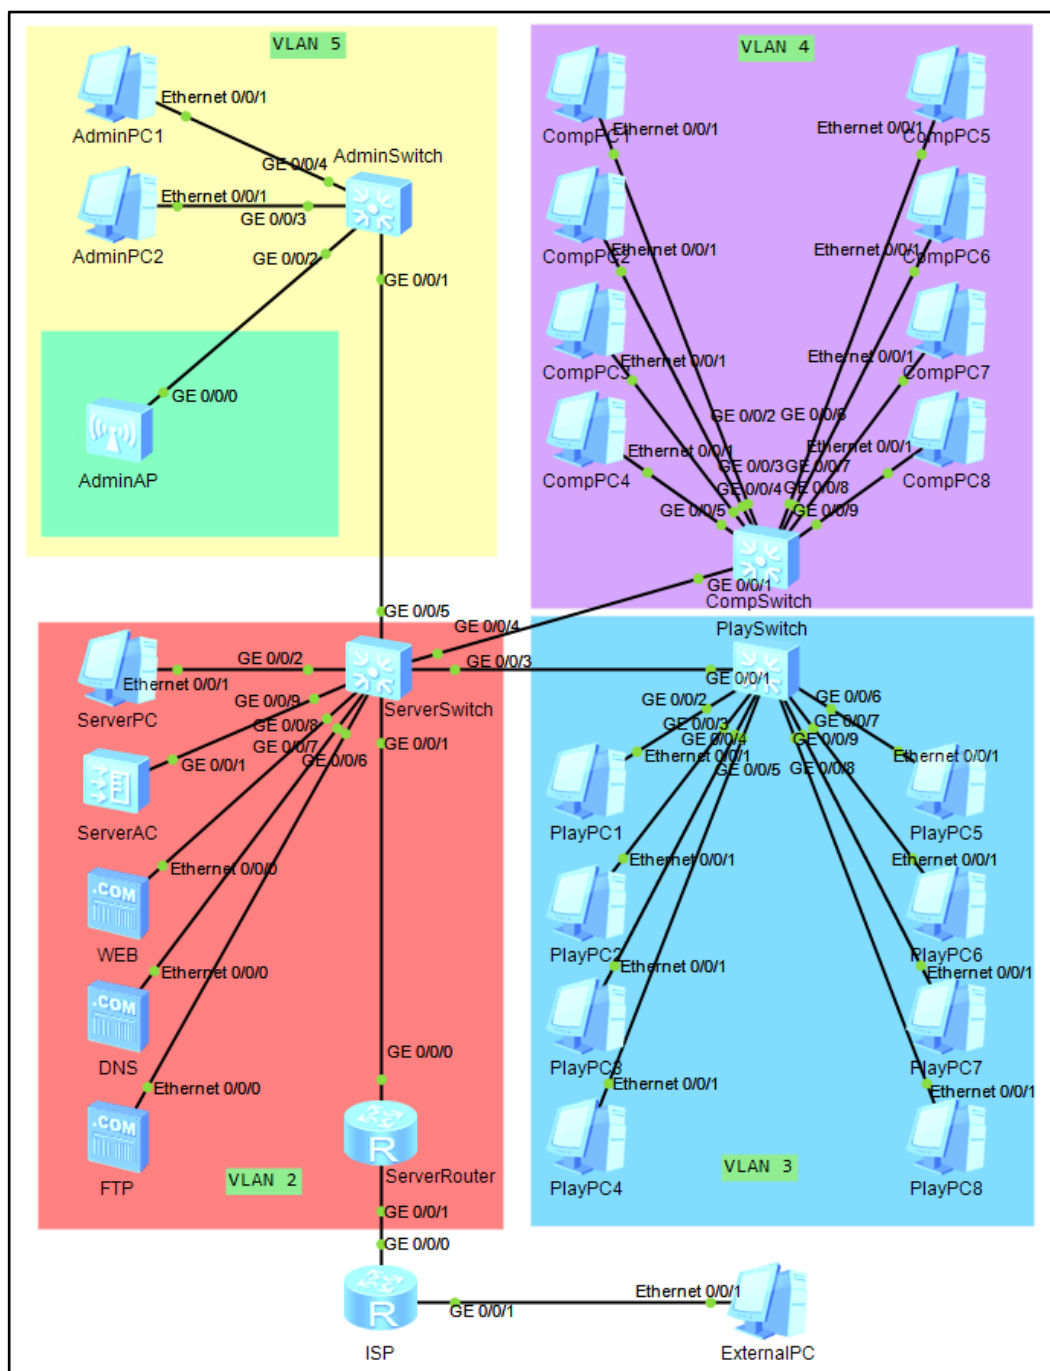 VLAN 5
Ethernet 0/0/1
AdminPC1
GE 0/0/4
AdminSwitch
Ethernet 0/0/1
GE 0/0/3
AdminPC2
GE 0/0/2
GE 0/0/1
GE 0/0/0
AdminAP
VLAN 4
CompPC1
Ethernet 0/0/1
Ethernet 0/0/1
CompPC5
CompPC2
Ethernet 0/0/1
Ethernet 0/0/1
CompPC6
CompPC3
Ethernet 0/0/1
Ethernet 0/0/1
CompPC7
CompPC4
Ethernet 0/0/1
Ethernet 0/0/1
CompPC8
GE 0/0/2
GE 0/0/6
GE 0/0/3
GE 0/0/7
GE 0/0/4
GE 0/0/8
GE 0/0/5
GE 0/0/9
GE 0/0/1
CompSwitch
GE 0/0/5
GE 0/0/4
GE 0/0/2
GE 0/0/3
Ethernet 0/0/1
ServerPC
GE 0/0/9
ServerSwitch
GE 0/0/8
GE 0/0/7
GE 0/0/6
GE 0/0/1
GE 0/0/1
ServerAC
Ethernet 0/0/0
WEB
Ethernet 0/0/0
DNS
Ethernet 0/0/0
FTP
GE 0/0/0
ServerRouter
VLAN 2
GE 0/0/1
PlaySwitch
GE 0/0/1
GE 0/0/2
GE 0/0/6
GE 0/0/3
GE 0/0/7
GE 0/0/4
GE 0/0/9
GE 0/0/5
GE 0/0/8
Ethernet 0/0/1
Ethernet 0/0/1
PlayPC1
PlayPC5
Ethernet 0/0/1
Ethernet 0/0/1
PlayPC2
PlayPC6
Ethernet 0/0/1
Ethernet 0/0/1
PlayPC3
PlayPC7
Ethernet 0/0/1
Ethernet 0/0/1
PlayPC4
PlayPC8
VLAN 3
GE 0/0/0
GE 0/0/1
ISP
Ethernet 0/0/1
ExternalPC